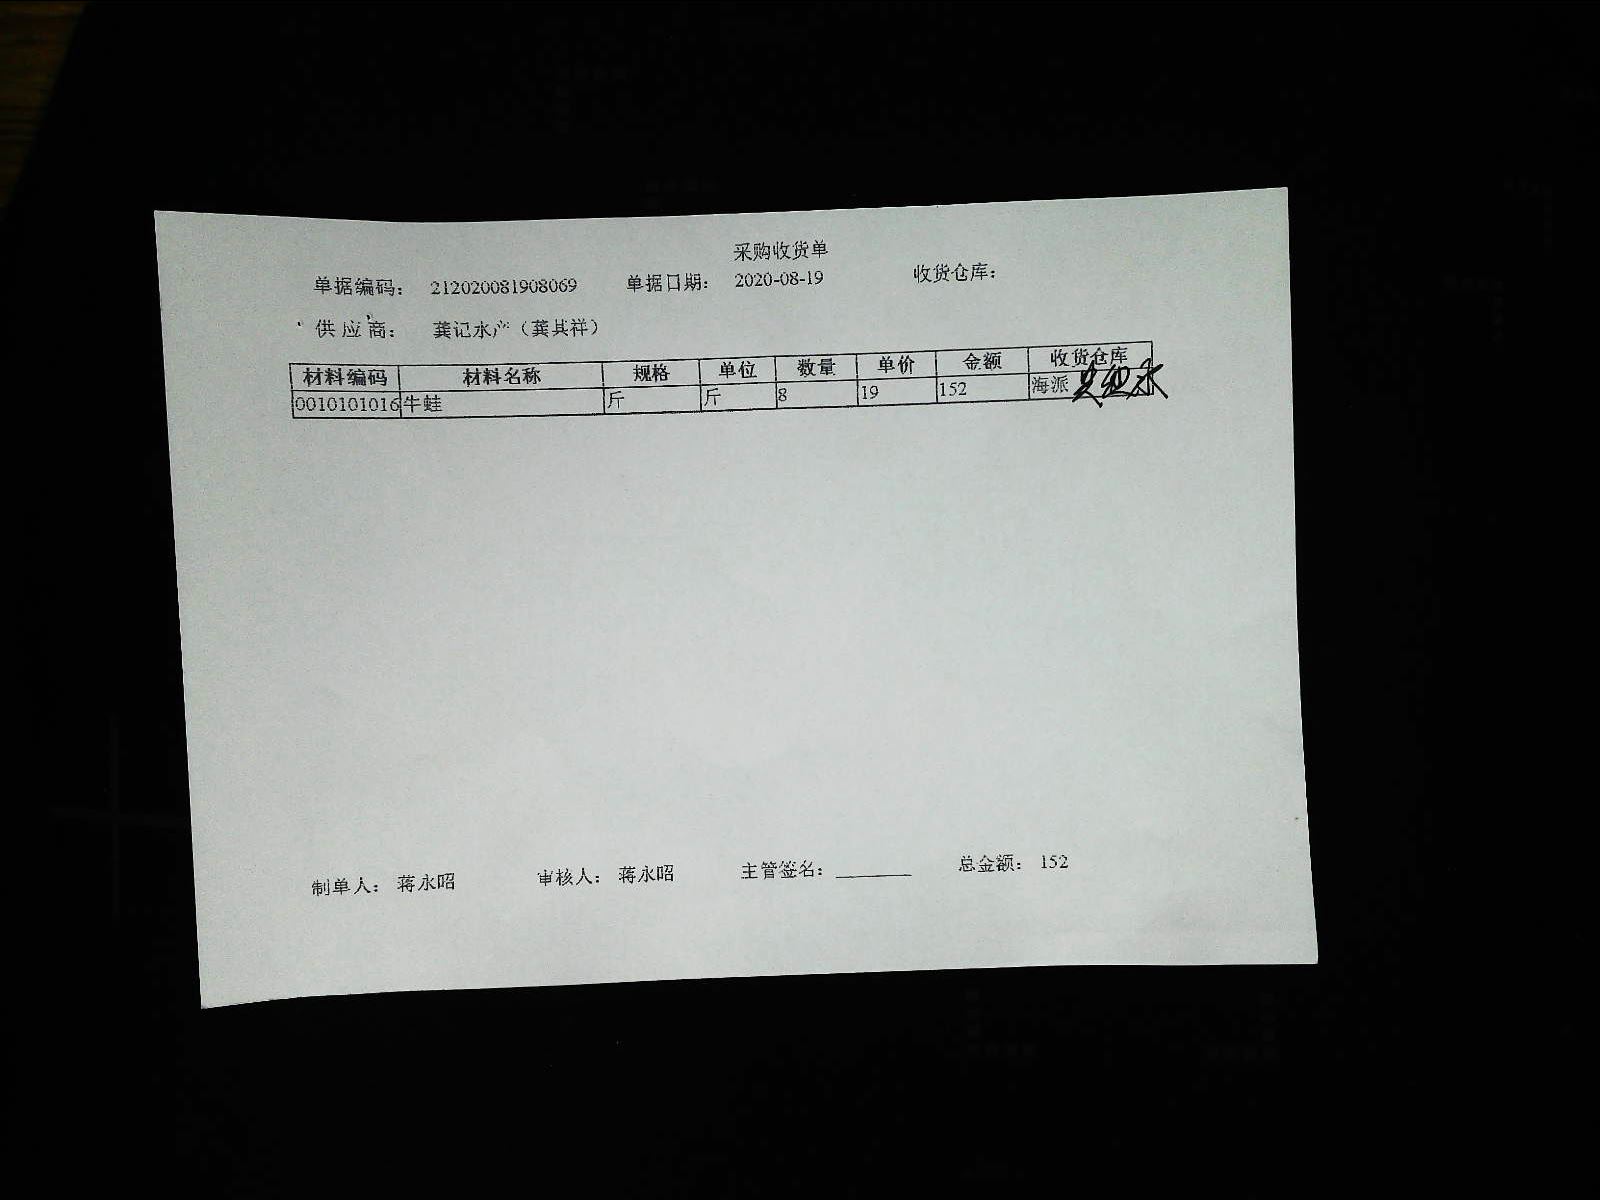 采购收货单
单据编码： 212020081908069 单据日期： 2020-08-19 收货仓库：
供应商： 龚记水产（龚其祥）
材料编码 材料名称 规格 单位 数量 单价 金额 收货仓库
0010101016 牛蛙 斤 斤 8 19 152 海派
制单人： 蒋永昭 审核人： 蒋永昭 主管签名： 总金额： 152